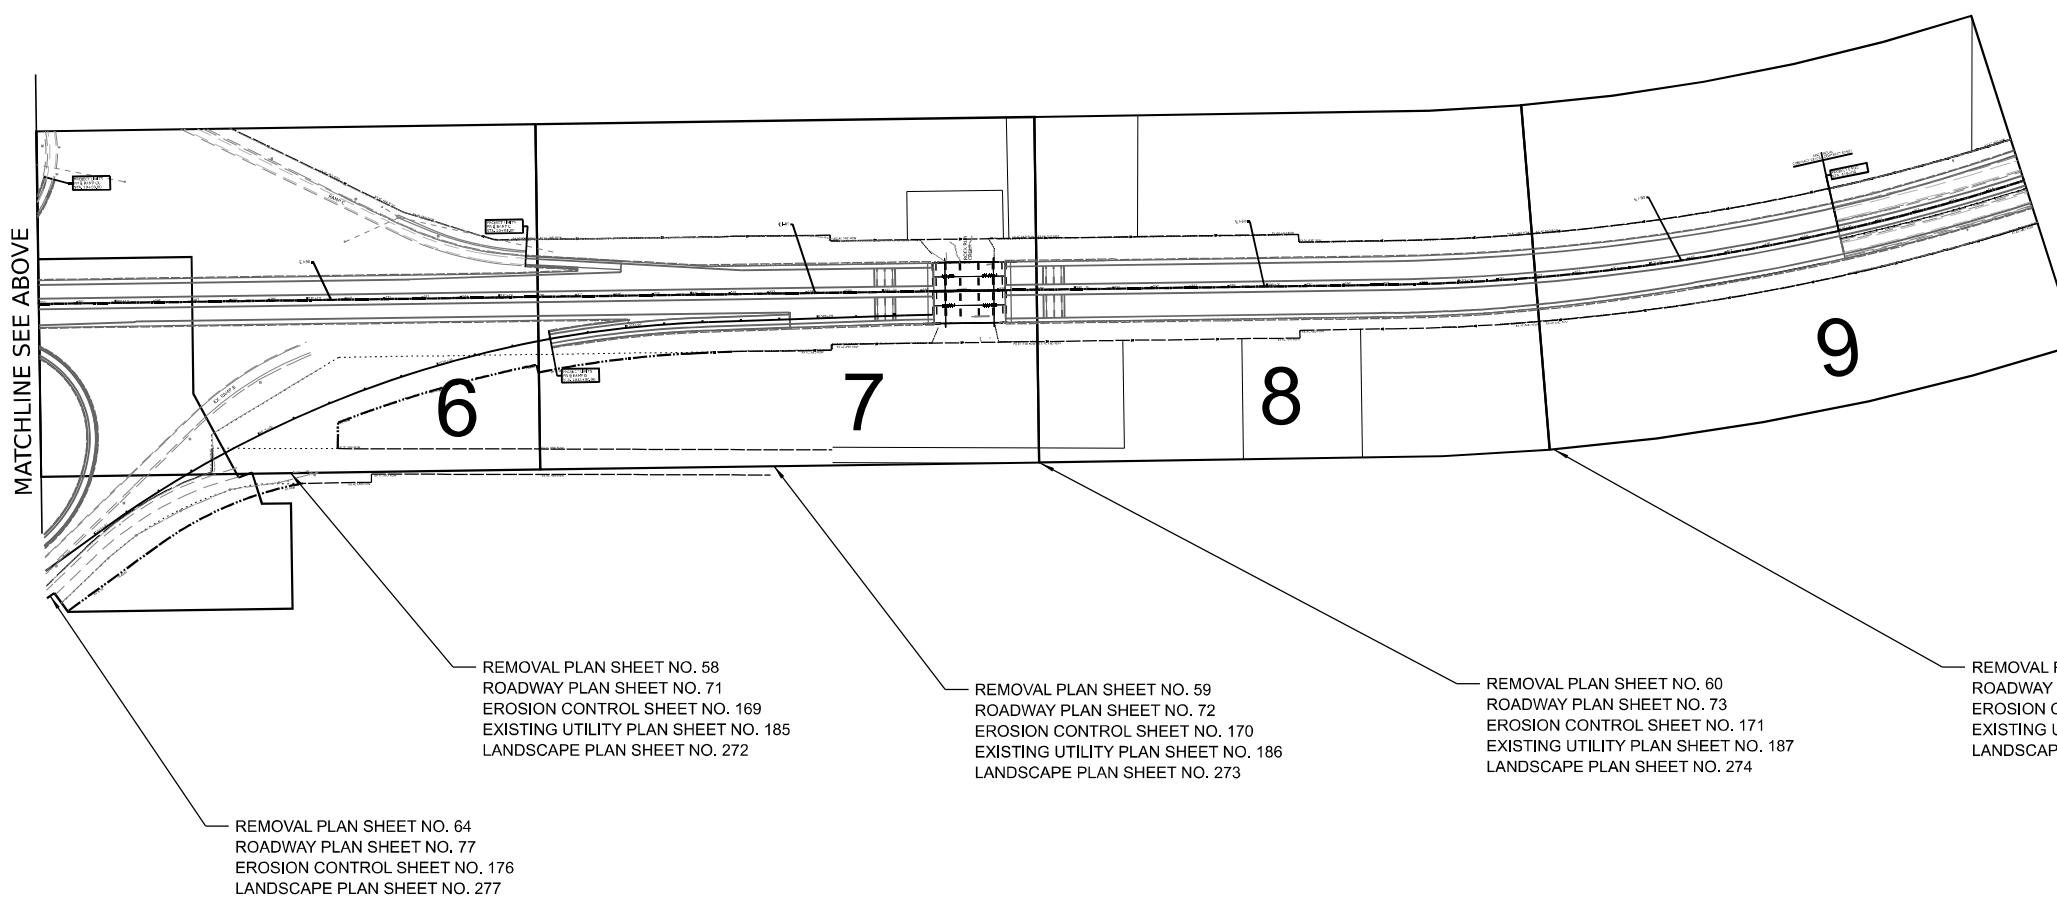 MATCHLINE SEE ABOVE
6
7
8
9
REMOVAL PLAN SHEET NO. 58
ROADWAY PLAN SHEET NO. 71
EROSION CONTROL SHEET NO. 169
EXISTING UTILITY PLAN SHEET NO. 185
LANDSCAPE PLAN SHEET NO. 272
REMOVAL PLAN SHEET NO. 59
ROADWAY PLAN SHEET NO. 72
EROSION CONTROL SHEET NO. 170
EXISTING UTILITY PLAN SHEET NO. 186
LANDSCAPE PLAN SHEET NO. 273
REMOVAL PLAN SHEET NO. 60
ROADWAY PLAN SHEET NO. 73
EROSION CONTROL SHEET NO. 171
EXISTING UTILITY PLAN SHEET NO. 187
LANDSCAPE PLAN SHEET NO. 274
REMOVAL
ROADWAY
EROSION
EXISTING
REMOVAL PLAN SHEET NO. 64
ROADWAY PLAN SHEET NO. 77
EROSION CONTROL SHEET NO. 176
LANDSCAPE PLAN SHEET NO. 277